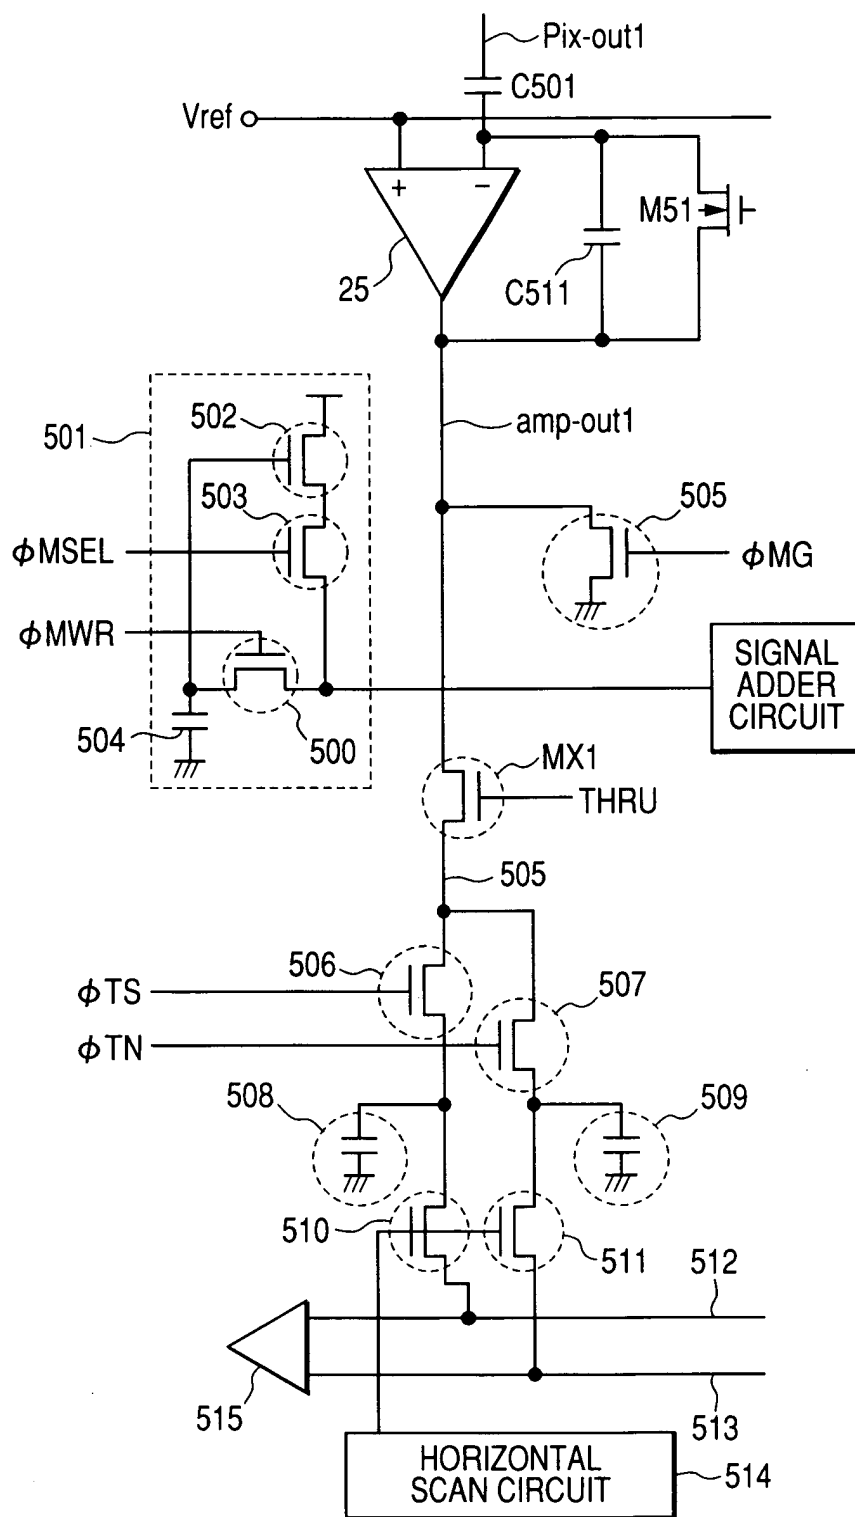 Pix-out1
C501
Vref
+
−
M51
25
C511
501
502
amp-out1
503
505
ϕMSEL
ϕMG
ϕMWR
SIGNAL
ADDER
CIRCUIT
504
500
MX1
THRU
505
506
507
ϕTS
ϕTN
508
509
510
511
512
515
513
HORIZONTAL
SCAN CIRCUIT
514